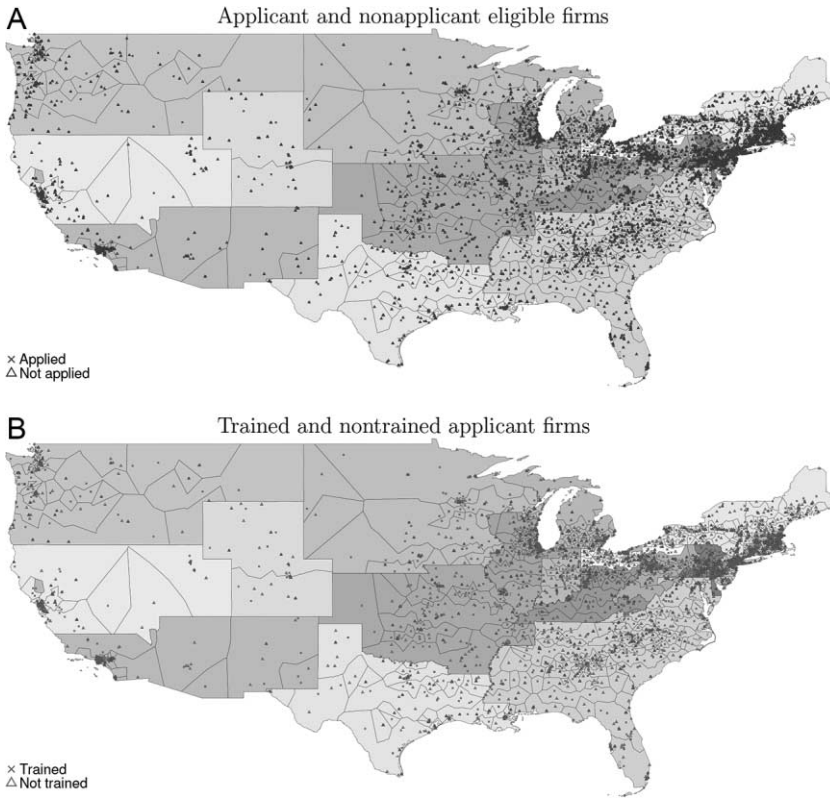 A
Applicant and nonapplicant eligible firms
× Applied
△ Not applied
B
Trained and nontrained applicant firms
× Trained
△ Not trained